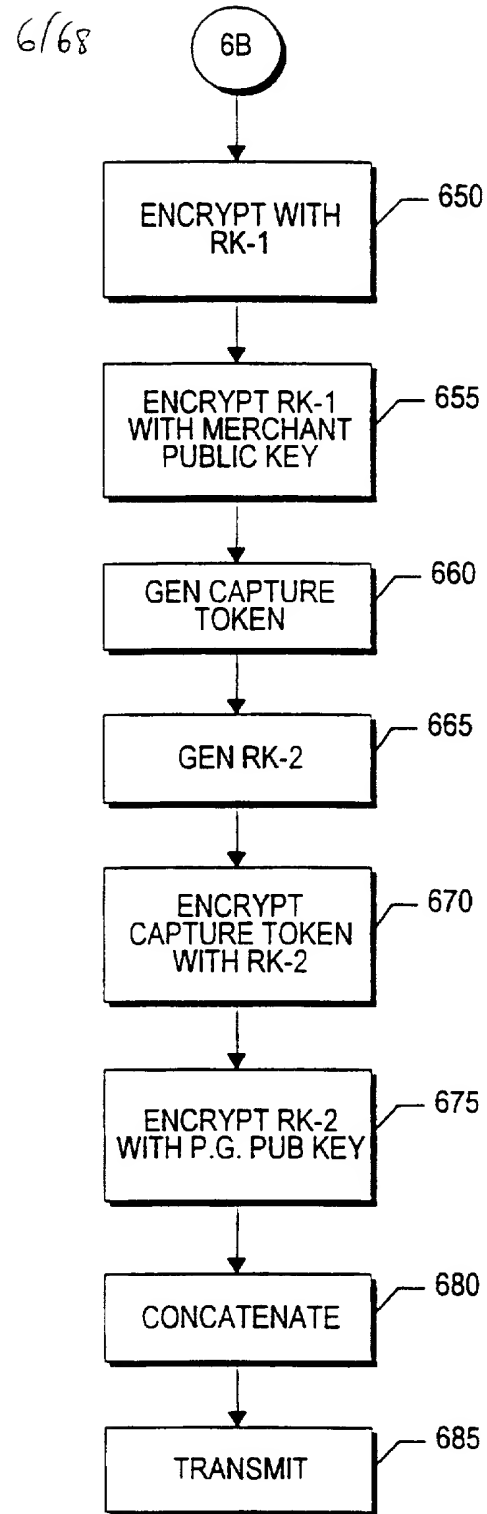 6/68
6B
ENCRYPT WITH
RK-1
650
ENCRYPT RK-1
WITH MERCHANT
PUBLIC KEY
655
GEN CAPTURE
TOKEN
660
GEN RK-2
665
ENCRYPT
CAPTURE TOKEN
WITH RK-2
670
ENCRYPT RK-2
WITH P.G. PUB KEY
675
CONCATENATE
680
TRANSMIT
685